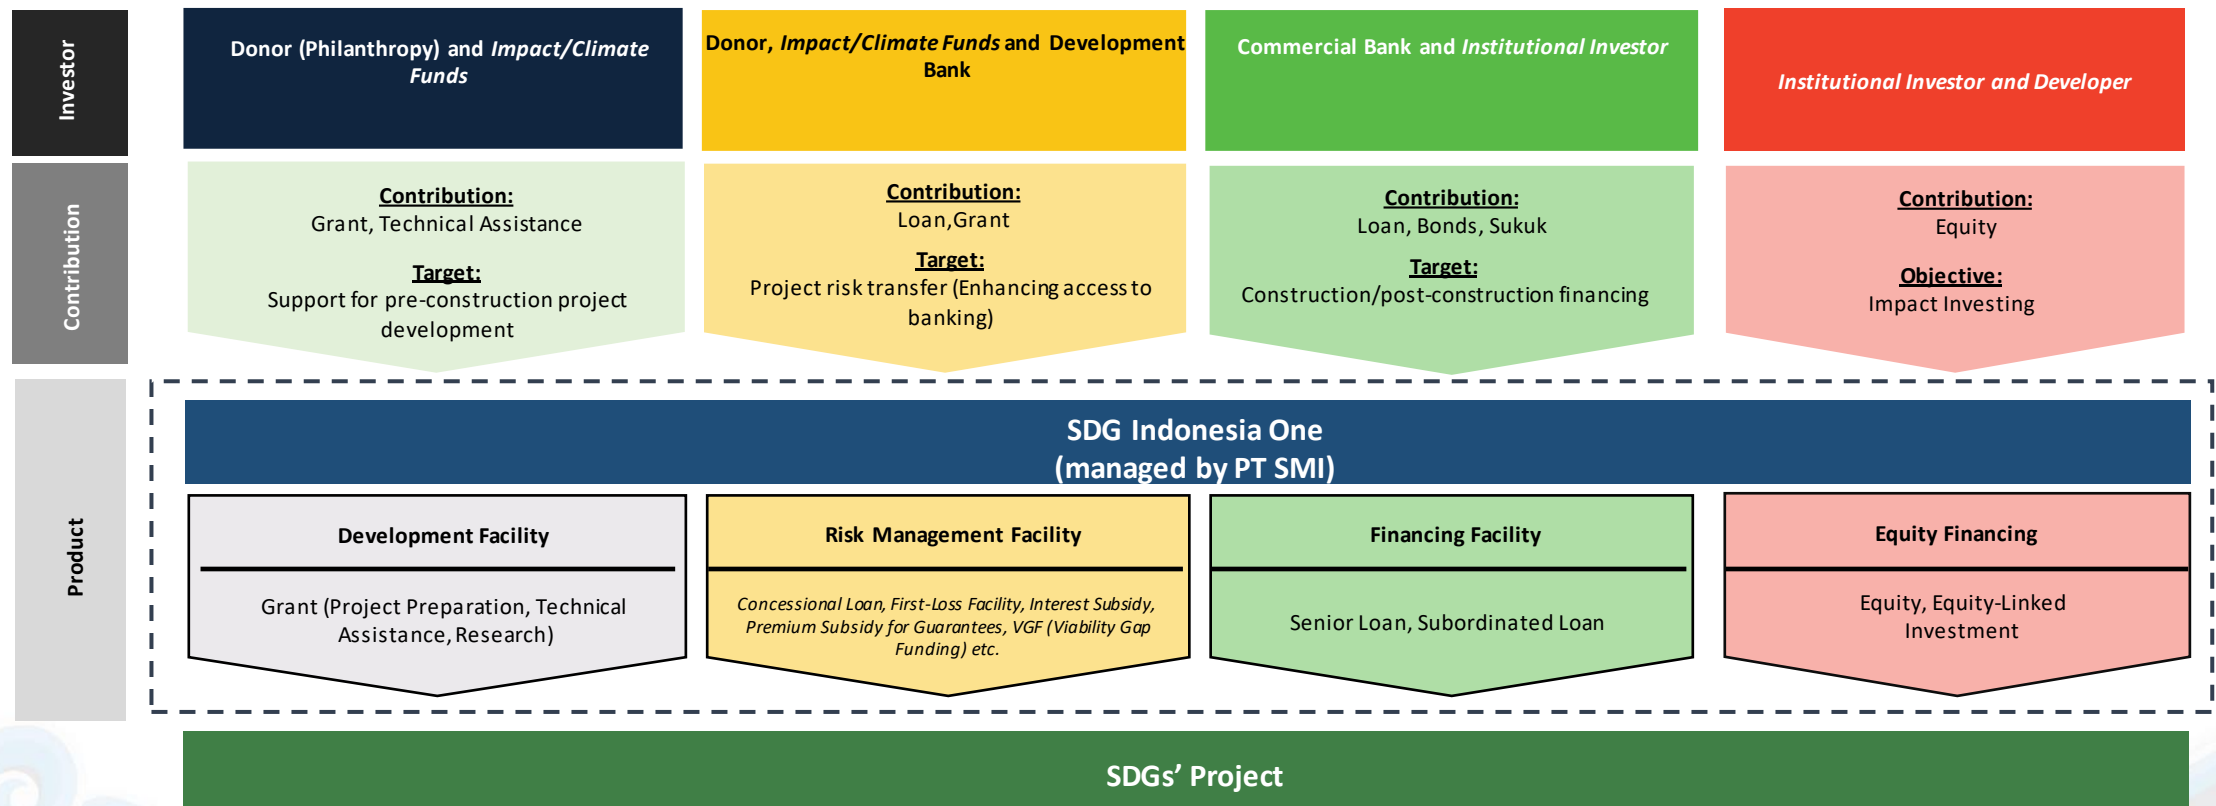 Investor
Donor (Philanthropy) and Impact/Climate
Funds
Donor, Impact/Climate Funds and Development
Bank
Commercial Bank and Institutional Investor
Institutional Investor and Developer
Contribution
Contribution:
Grant, Technical Assistance
Target:
Support for pre-construction project
development
Contribution:
Loan,Grant
Target:
Project risk transfer (Enhancing access to
banking)
Contribution:
Loan, Bonds, Sukuk
Target:
Construction/post-construction financing
Contribution:
Equity
Objective:
Impact Investing
Product
SDG Indonesia One
(managed by PT SMI)
Development Facility
Grant (Project Preparation, Technical
Assistance, Research)
Risk Management Facility
Concessional Loan, First-Loss Facility, Interest Subsidy,
Premium Subsidy for Guarantees, VGF (Viability Gap
Funding) etc.
Financing Facility
Senior Loan, Subordinated Loan
Equity Financing
Equity, Equity-Linked
Investment
SDGs’ Project